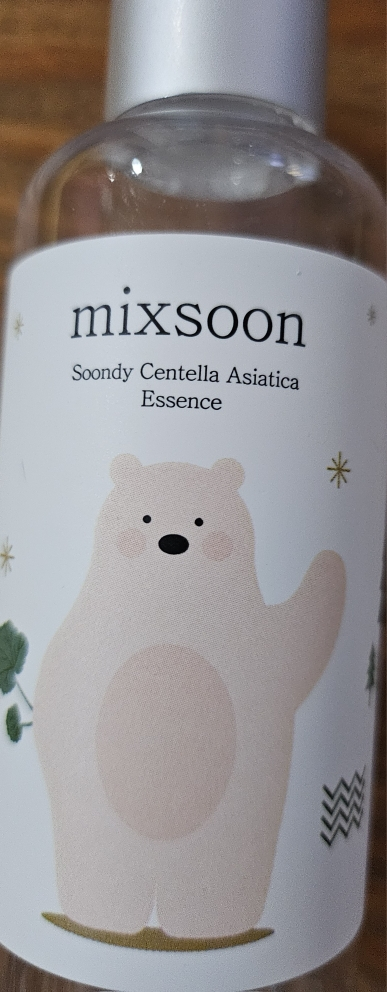 mixsoon
Soondy Centella Asiatica
Essence